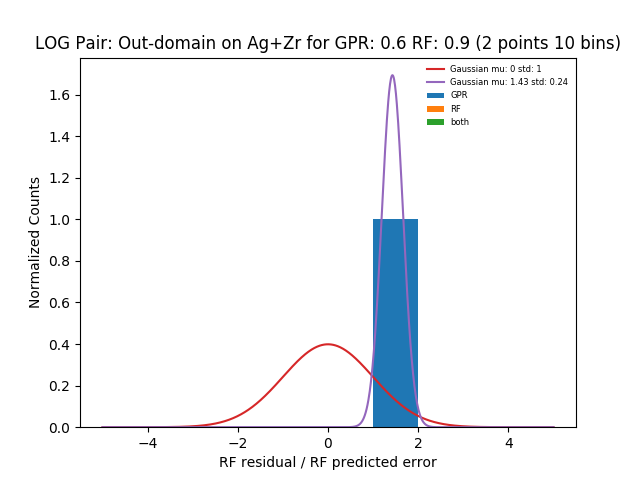 LOG Pair: Out-domain on Ag+Zr for GPR: 0.6 RF: 0.9 (2 points 10 bins)
Gaussian mu: 0 std: 1
Gaussian mu: 1.43 std: 0.24
GPR
RF
both
Normalized Counts
1.6
1.4
1.2
1.0
0.8
0.6
0.4
0.2
0.0
−4 −2 0 2 4
RF residual / RF predicted error